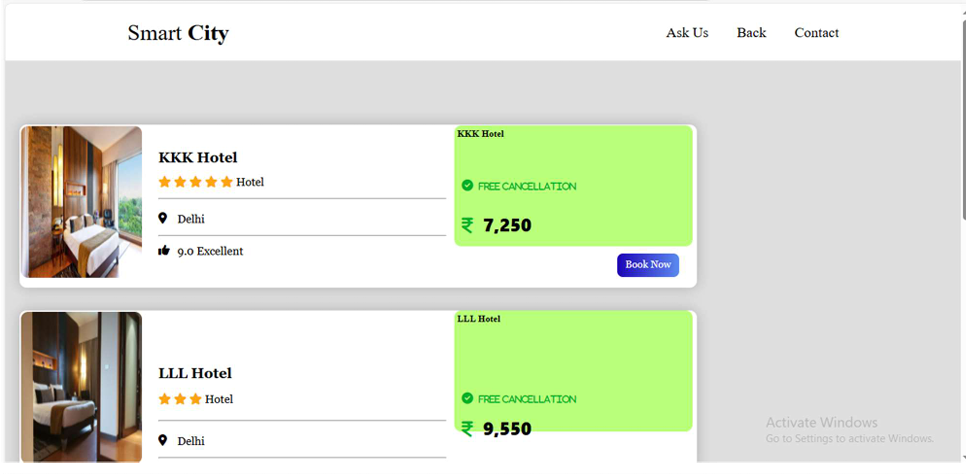 Smart City
Ask Us Back Contact
KKK Hotel
Hotel
Delhi
9.0 Excellent
KKK Hotel
FREE CANCELLATION
₹ 7,250
Book Now
LLL Hotel
Hotel
Delhi
LLL Hotel
FREE CANCELLATION
₹ 9,550
Activate Windows
Go to Settings to activate Windows.